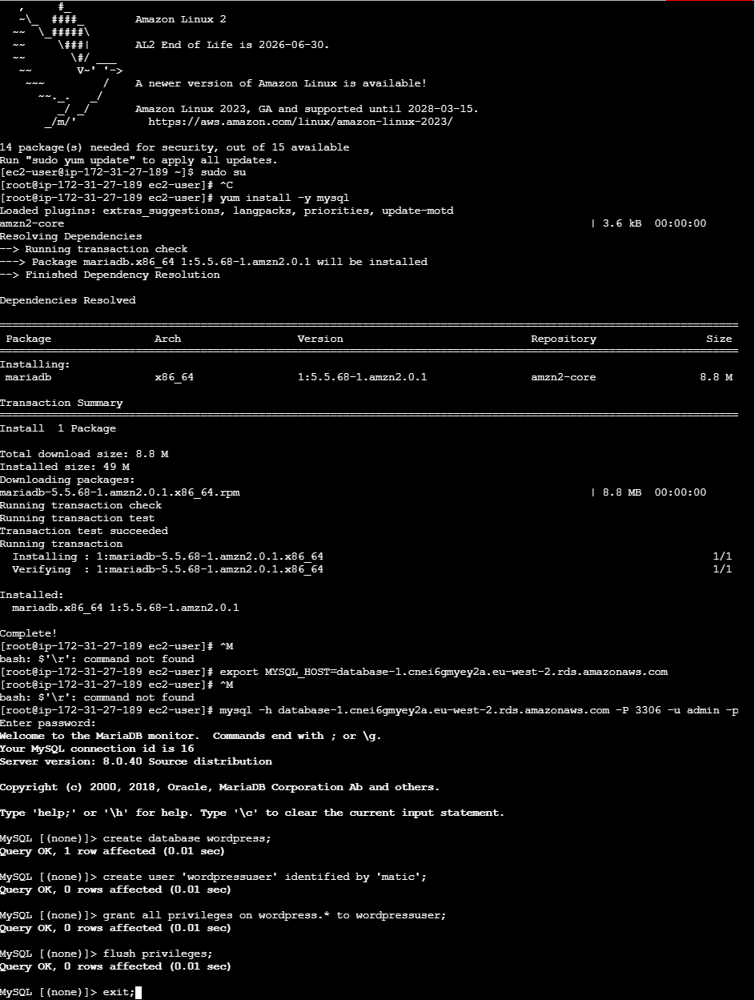 ,     #_
   ~\_  ####_        Amazon Linux 2
  ~~  \_#####\
  ~~     \###|       AL2 End of Life is 2026-06-30.
  ~~       \#/ ___
   ~~       V~' '->
    ~~~         /    A newer version of Amazon Linux is available!
      ~~._.   _/
         _/ _/       Amazon Linux 2023, GA and supported until 2028-03-15.
       _/m/'           https://aws.amazon.com/linux/amazon-linux-2023/
14 package(s) needed for security, out of 15 available
Run "sudo yum update" to apply all updates.
[ec2-user@ip-172-31-27-189 ~]$ sudo su
[root@ip-172-31-27-189 ec2-user]# ^C
[root@ip-172-31-27-189 ec2-user]# yum install -y mysql
Loaded plugins: extras_suggestions, langpacks, priorities, update-motd
amzn2-core | 3.6 kB 00:00:00
Resolving Dependencies
--> Running transaction check
---> Package mariadb.x86_64 1:5.5.68-1.amzn2.0.1 will be installed
--> Finished Dependency Resolution
Dependencies Resolved
Package Arch Version Repository Size
Installing:
mariadb x86_64 1:5.5.68-1.amzn2.0.1 amzn2-core 8.8 M
Transaction Summary
Install 1 Package
Total download size: 8.8 M
Installed size: 49 M
Downloading packages:
mariadb-5.5.68-1.amzn2.0.1.x86_64.rpm | 8.8 MB 00:00:00
Running transaction check
Running transaction test
Transaction test succeeded
Running transaction
Installing : 1:mariadb-5.5.68-1.amzn2.0.1.x86_64 1/1
Verifying : 1:mariadb-5.5.68-1.amzn2.0.1.x86_64 1/1
Installed:
mariadb.x86_64 1:5.5.68-1.amzn2.0.1
Complete!
[root@ip-172-31-27-189 ec2-user]# ^M
bash: $'\r': command not found
[root@ip-172-31-27-189 ec2-user]# export MYSQL_HOST=database-1.cnei6gmyey2a.eu-west-2.rds.amazonaws.com
[root@ip-172-31-27-189 ec2-user]# ^M
bash: $'\r': command not found
[root@ip-172-31-27-189 ec2-user]# mysql -h database-1.cnei6gmyey2a.eu-west-2.rds.amazonaws.com -P 3306 -u admin -p
Enter password:
Welcome to the MariaDB monitor.  Commands end with ; or \g.
Your MySQL connection id is 16
Server version: 8.0.40 Source distribution
Copyright (c) 2000, 2018, Oracle, MariaDB Corporation Ab and others.
Type 'help;' or '\h' for help. Type '\c' to clear the current input statement.
MySQL [(none)]> create database wordpress;
Query OK, 1 row affected (0.01 sec)
MySQL [(none)]> create user 'wordpressuser' identified by 'matic';
Query OK, 0 rows affected (0.01 sec)
MySQL [(none)]> grant all privileges on wordpress.* to wordpressuser;
Query OK, 0 rows affected (0.01 sec)
MySQL [(none)]> flush privileges;
Query OK, 0 rows affected (0.01 sec)
MySQL [(none)]> exit;